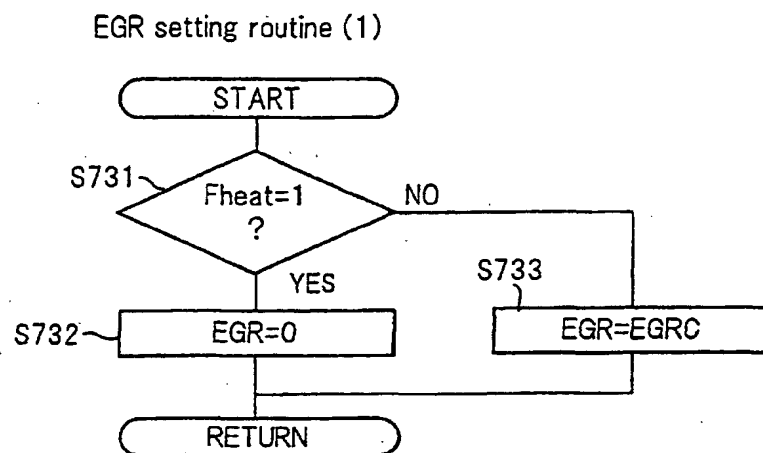 EGR setting routine (1)
START
S731
Fheat=1
?
NO
YES
S733
S732
EGR=0
EGR=EGRC
RETURN